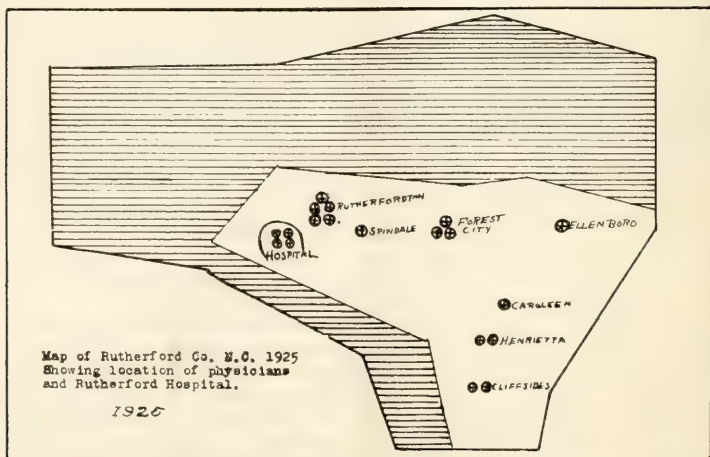 RUTHERFORDTON
SPINDALE
FOREST
CITY
ELLENBORO
HOSPITAL
CAROLEEN
HENRIETTA
CLIFFSIDES
Map of Rutherford Co. N.C. 1925
Showing location of physicians
and Rutherford Hospital.
1925